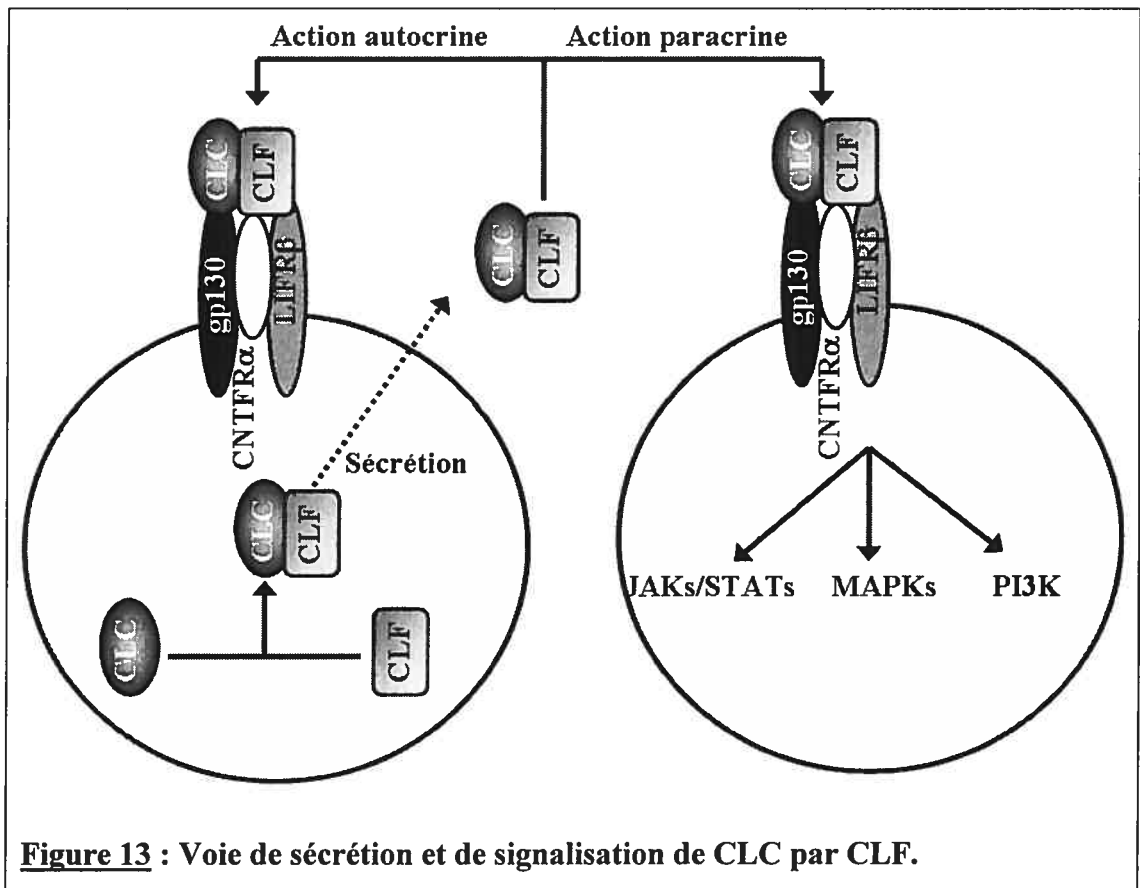 Action autocrine
Action paracrine
CLC
CLF
CLC
CLF
CLC
CLF
gp130
LIFRβ
gp130
LIFRβ
CNTFRα
CNTFRα
Sécrétion
CLC
CLF
JAKs/STATs
MAPKs
PI3K
CLC
CLF
Figure 13 : Voie de sécrétion et de signalisation de CLC par CLF.